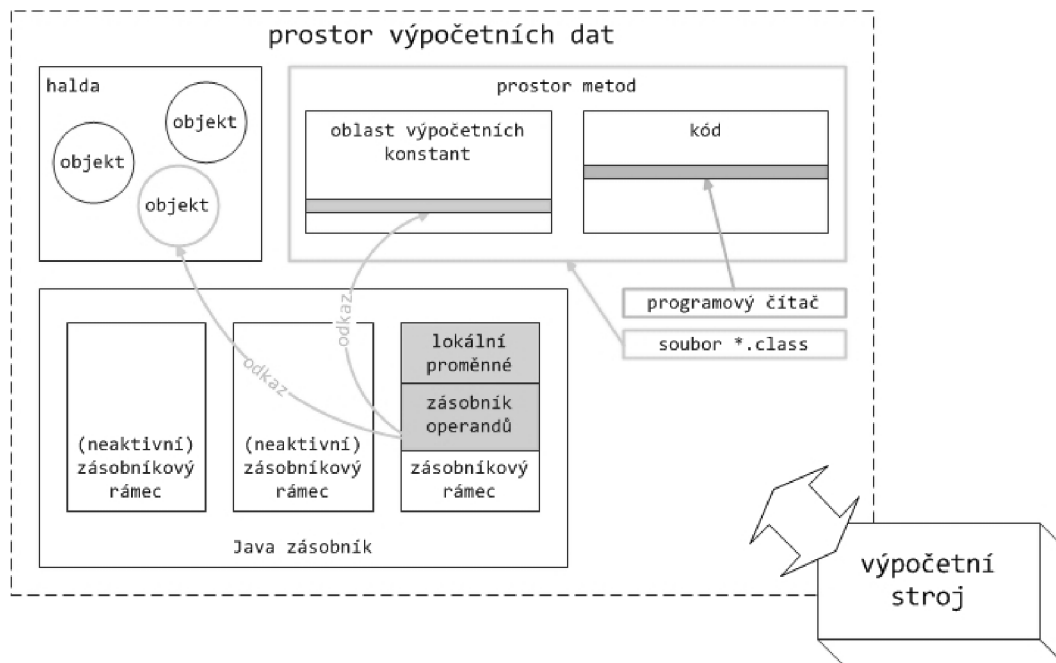 prostor výpočetních dat
halda
objekt
objekt
objekt
prostor metod
oblast výpočetních
konstant
kód
programový čítač
soubor *.class
odkaz
odkaz
(neaktivní)
zásobníkový
rámec
(neaktivní)
zásobníkový
rámec
lokální
proměnné
zásobník
operandů
zásobníkový
rámec
Java zásobník
výpočetní
stroj